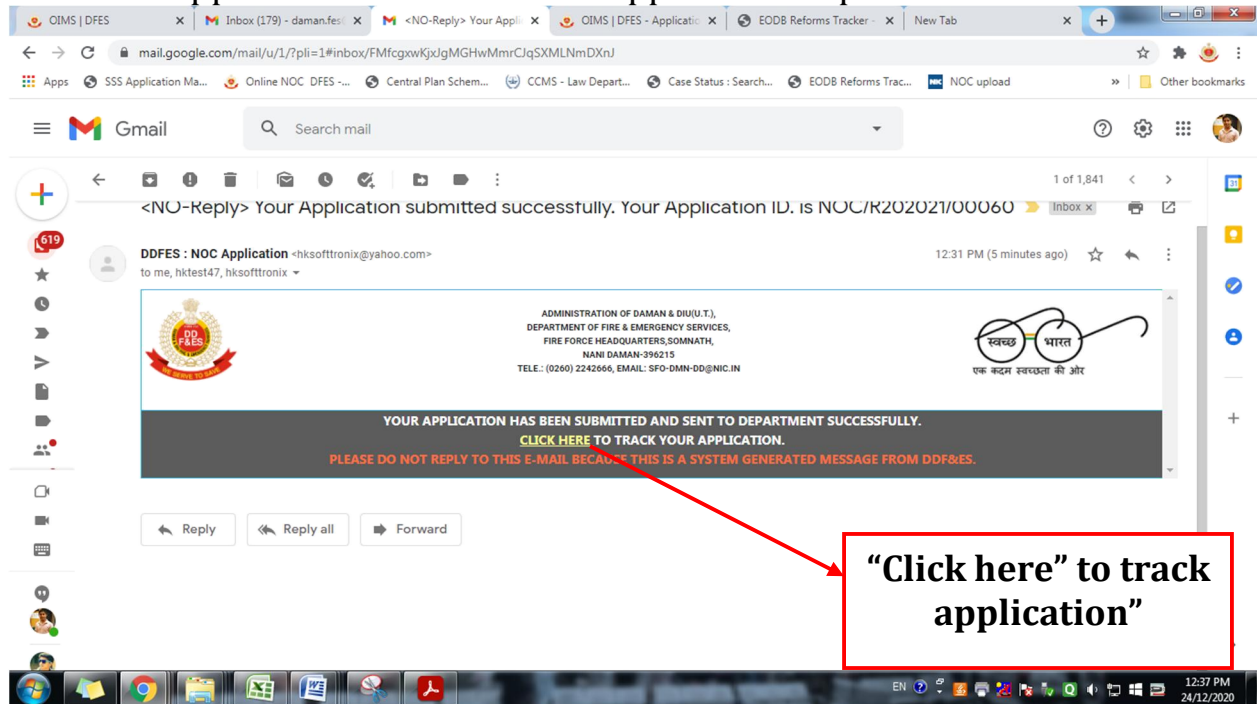 OIMS | DFES
Inbox (179) - daman.fes
<NO-Reply> Your Appli
OIMS | DFES - Applicatio
EODB Reforms Tracker -
New Tab
mail.google.com/mail/u/1/?pli=1#inbox/FMfcgxwKjxJgMGHwMmrCJqSXMLNmDXnJ
Apps
SSS Application Ma...
Online NOC DFES -...
Central Plan Schem...
CCMS - Law Depart...
Case Status : Search...
EODB Reforms Trac...
NOC upload
Other bookmarks
Gmail
Search mail
1 of 1,841
31
<NO-Reply> Your Application submitted successfully. Your Application ID. is NOC/R202021/00060
Inbox x
619
DDFES : NOC Application <hksofttronix@yahoo.com>
12:31 PM (5 minutes ago)
to me, hktest47, hksofttronix
DD
F&ES
WE SERVE TO SAVE
ADMINISTRATION OF DAMAN & DIU(U.T.),
DEPARTMENT OF FIRE & EMERGENCY SERVICES,
FIRE FORCE HEADQUARTERS,SOMNATH,
NANI DAMAN-396215
TELE.: (0260) 2242666, EMAIL: SFO-DMN-DD@NIC.IN
स्वच्छ भारत
एक कदम स्वच्छता की ओर
YOUR APPLICATION HAS BEEN SUBMITTED AND SENT TO DEPARTMENT SUCCESSFULLY.
CLICK HERE TO TRACK YOUR APPLICATION.
PLEASE DO NOT REPLY TO THIS E-MAIL BECAUSE THIS IS A SYSTEM GENERATED MESSAGE FROM DDF&ES.
Reply
Reply all
Forward
“Click here” to track
application”
EN
12:37 PM
24/12/2020